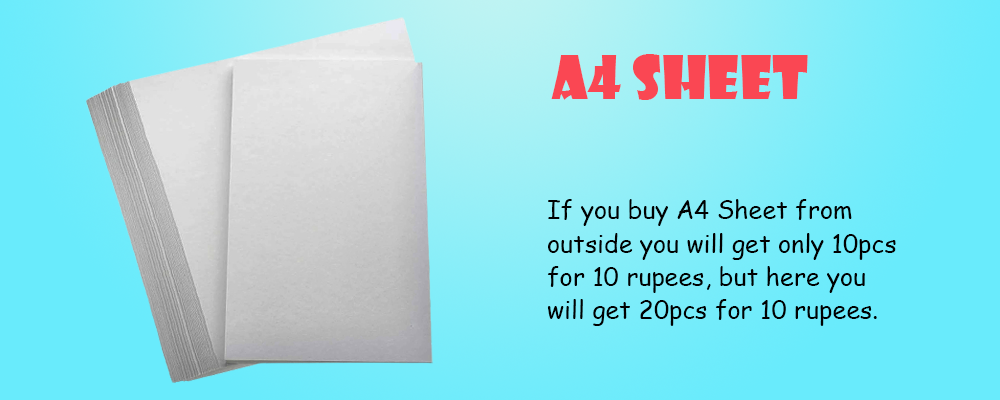 A4 SHEET
If you buy A4 Sheet from
outside you will get only 10pcs
for 10 rupees, but here you
will get 20pcs for 10 rupees.